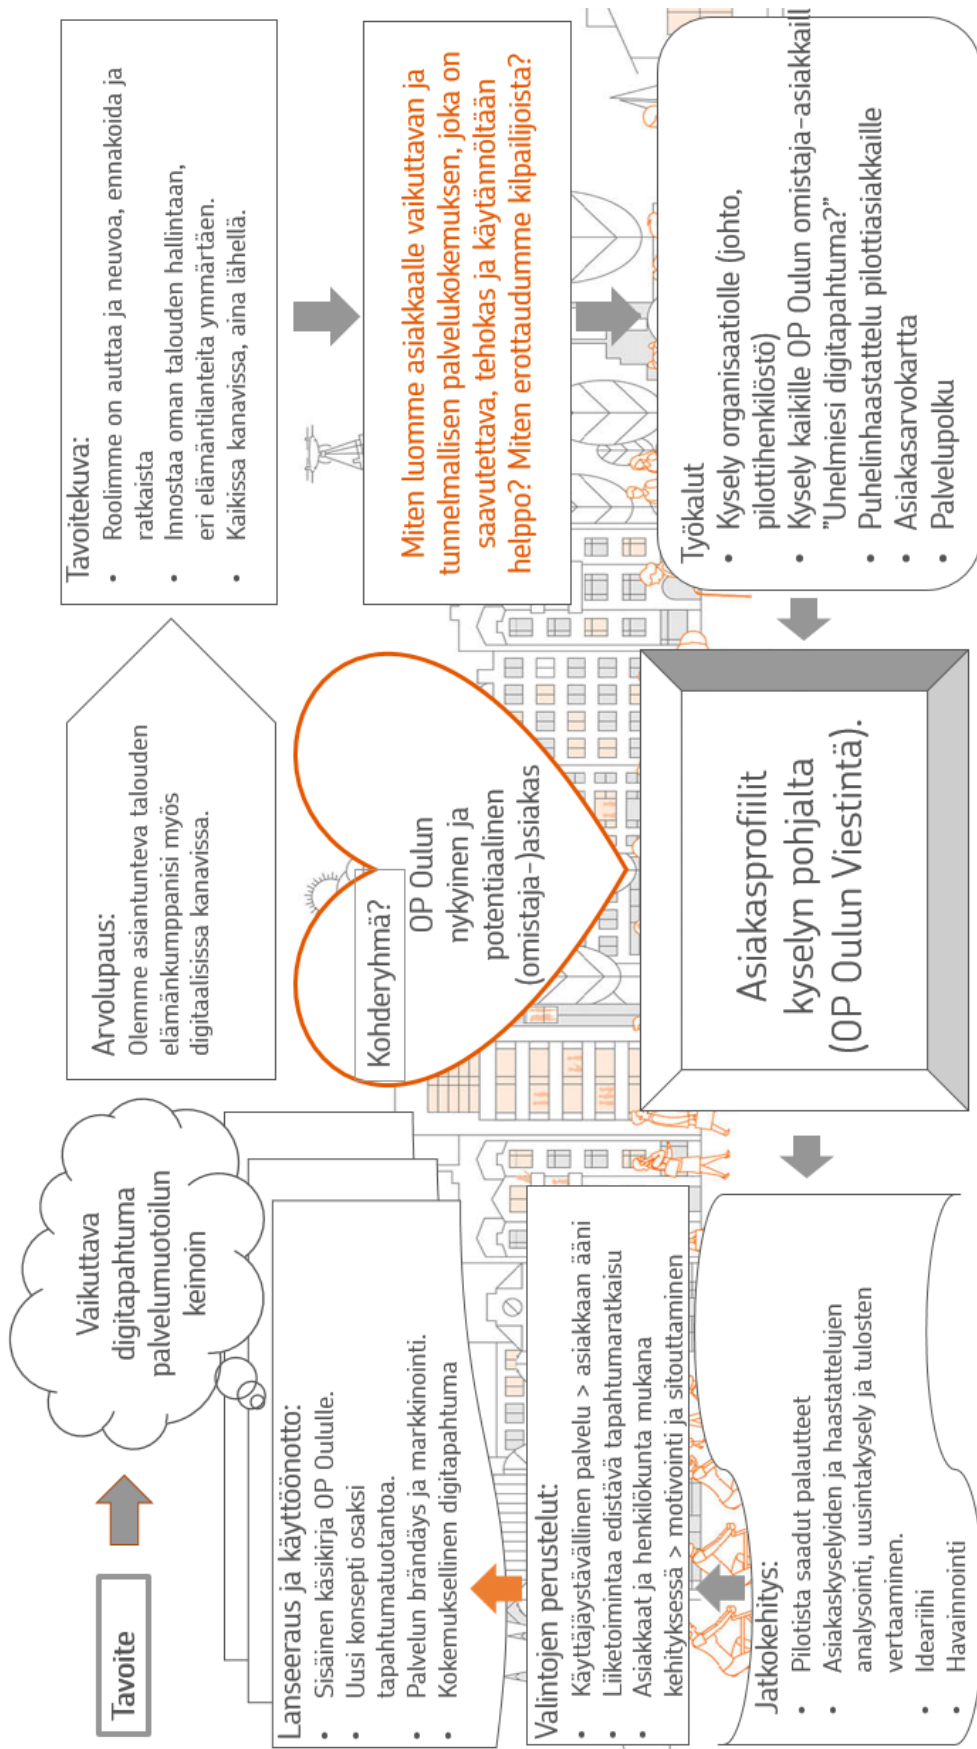 Tavoite
Vaikuttava
digitapahtuma
palvelumuotoilun
keinoin
Arvolupaus:
Olemme asiantunteva talouden
elämänkumppanisi myös
digitaalisissa kanavissa.
Tavoitekuva:
• Roolimme on auttaa ja neuvoa, ennakoida ja
ratkaista
• Innostaa oman talouden hallintaan,
eri elämäntilanteita ymmärtäen.
• Kaikissa kanavissa, aina lähellä.
Miten luomme asiakkaalle vaikuttavan ja
tunnelmallisen palvelukokemuksen, joka on
saavutettava, tehokas ja käytännöltään
helppo? Miten erottaudumme kilpailijoista?
Kohderyhmä?
OP Oulun
nykyinen ja
potentiaalinen
(omistaja-)asiakas
Työkalut
• Kysely organisaatiolle (johto,
pilottihenkilöstö)
• Kysely kaikille OP Oulun omistaja-asiakkaill
"Unelmiesi digitapahtuma?"
• Puhelinhaastattelu pilottiasiakkaille
• Asiakasarvokartta
• Palvelupolku
Asiakasprofiilit
kyselyn pohjalta
(OP Oulun Viestintä).
Jatkokehitys:
• Pilotista saadut palautteet
• Asiakaskyselyiden ja haastattelujen
analysointi, uusintakysely ja tulosten
vertaaminen.
• Ideariihi
• Havainnointi
Valintojen perustelut:
• Käyttäjäystävällinen palvelu > asiakkaan ääni
• Liiketoimintaa edistävä tapahtumaratkaisu
• Asiakkaat ja henkilökunta mukana
kehityksessä > motivointi ja sitouttaminen
Lanseeraus ja käyttöönotto:
• Sisäinen käsikirja OP Oululle.
• Uusi konsepti osaksi
tapahtumatuotantoa.
• Palvelun brändäys ja markkinointi.
• Kokemuksellinen digitapahtuma